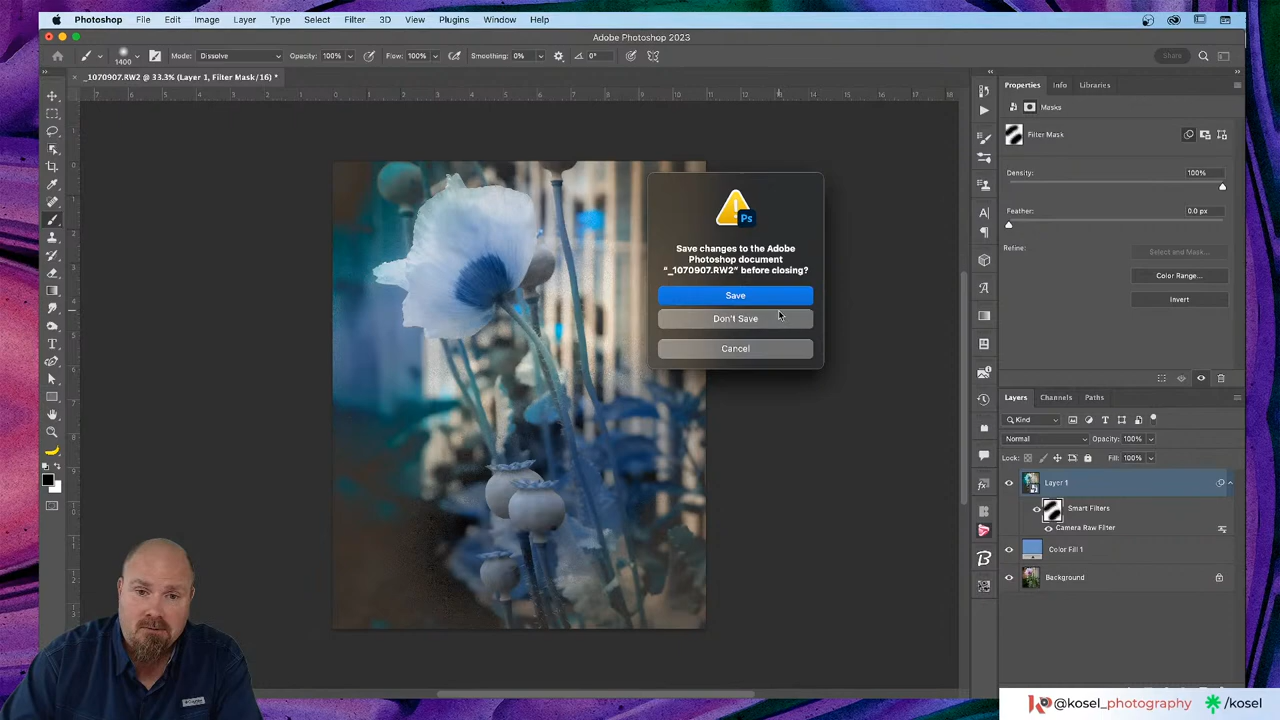 Photoshop File Edit Image Layer Type Select Filter 3D View Plugins Window Help
Adobe Photoshop 2023
1400 Mode: Dissolve Opacity: 100% Flow: 100% Smoothing: 0% 0° Share
_1070907.RW2 @ 33.3% (Layer 1, Filter Mask/16) *
Properties Info Libraries
Masks
Filter Mask
Density: 100%
Feather: 0.0 px
Refine:
Select and Mask...
Color Range...
Invert
Save changes to the Adobe
Photoshop document
“_1070907.RW2” before closing?
Save
Don't Save
Cancel
Layers Channels Paths
Kind
Normal Opacity: 100%
Lock: Fill: 100%
Layer 1
Smart Filters
Camera Raw Filter
Color Fill 1
Background
@kosel_photography /kosel